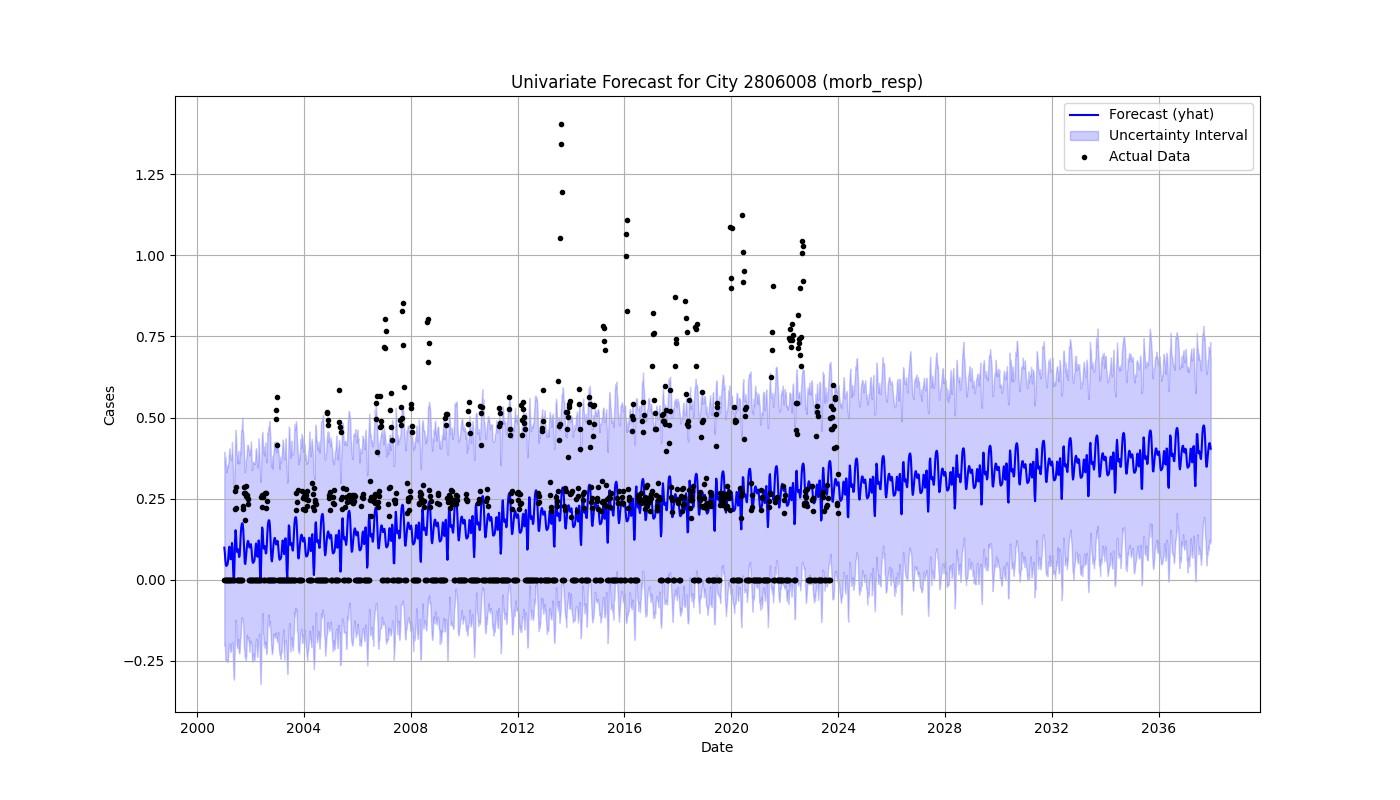 Univariate Forecast for City 2806008 (morb_resp)
Forecast (yhat)
Uncertainty Interval
Actual Data
1.25
1.00
0.75
0.50
0.25
0.00
−0.25
Cases
2000 2004 2008 2012 2016 2020 2024 2028 2032 2036
Date